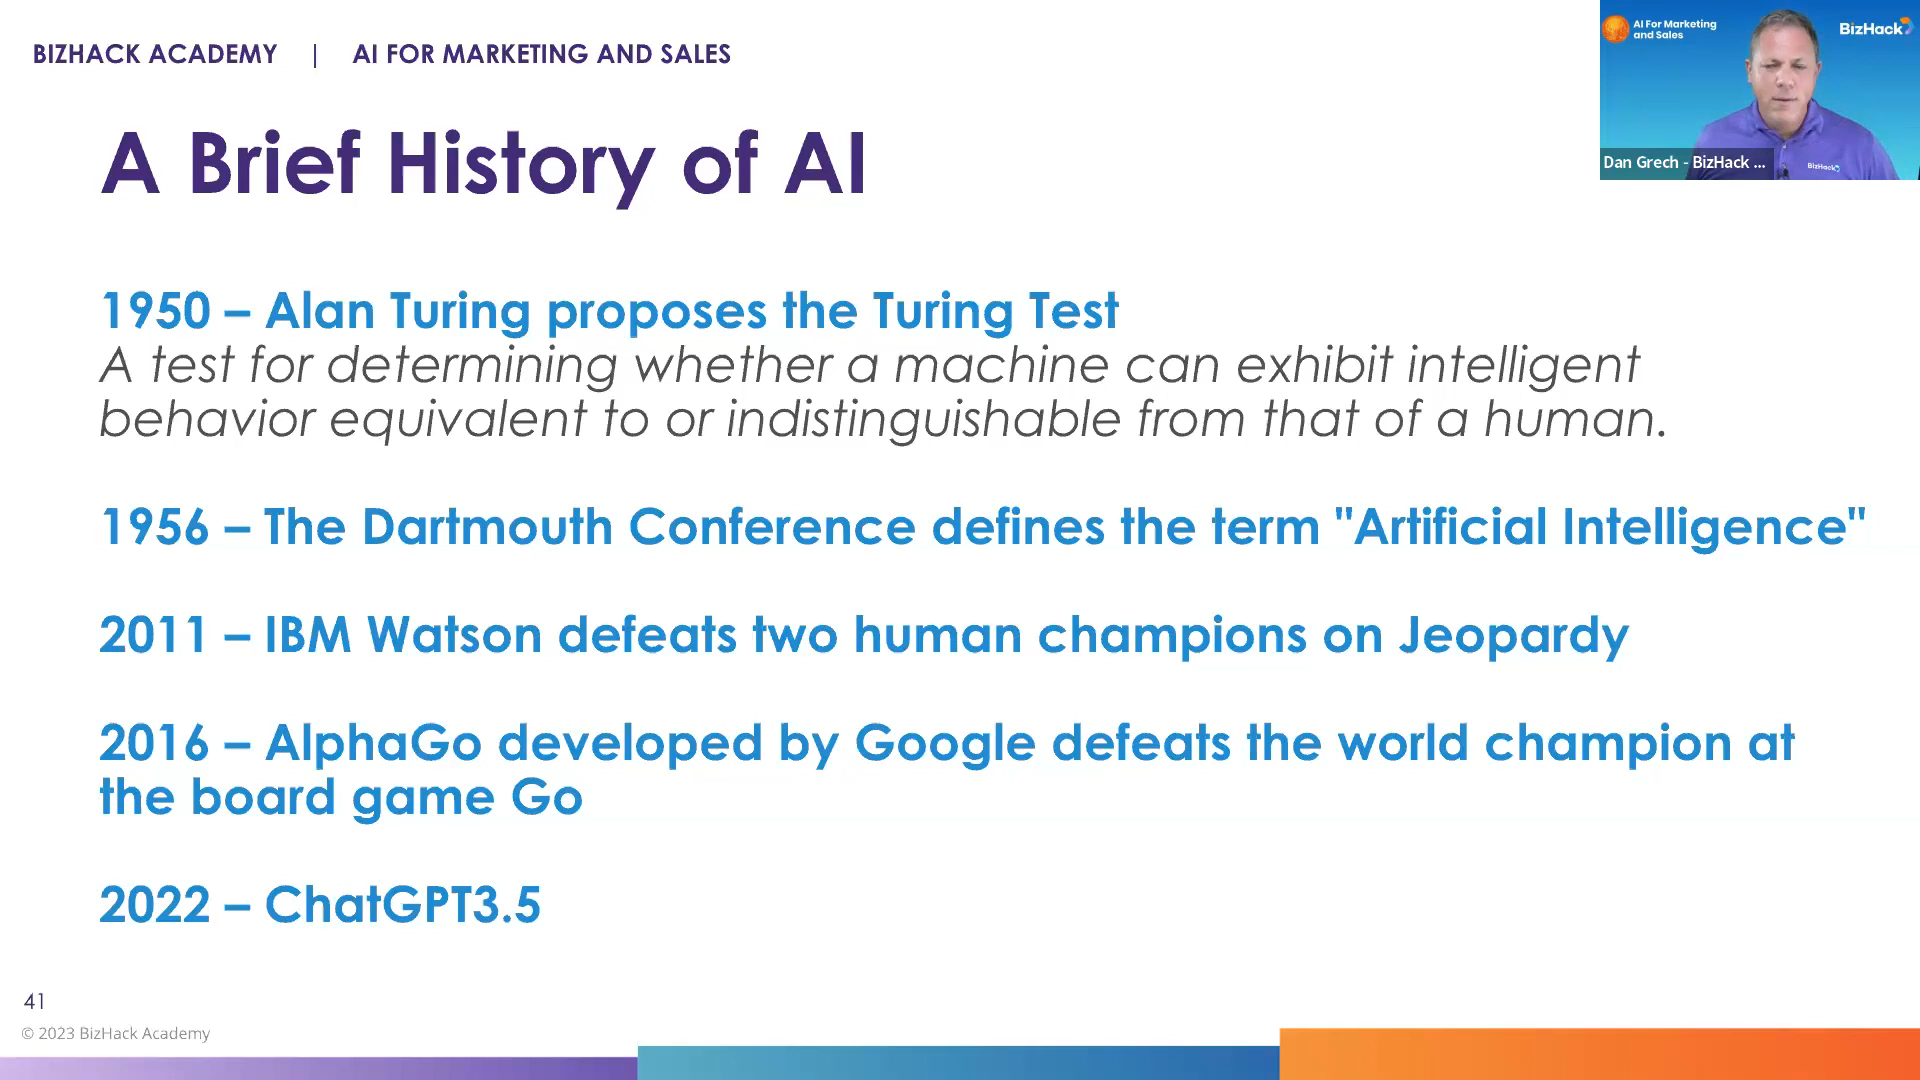 BIZHACK ACADEMY | AI FOR MARKETING AND SALES
AI For Marketing
and Sales
BizHack
Dan Grech - BizHack ...
BizHack
A Brief History of AI
1950 – Alan Turing proposes the Turing Test
A test for determining whether a machine can exhibit intelligent
behavior equivalent to or indistinguishable from that of a human.
1956 – The Dartmouth Conference defines the term "Artificial Intelligence"
2011 – IBM Watson defeats two human champions on Jeopardy
2016 – AlphaGo developed by Google defeats the world champion at
the board game Go
2022 – ChatGPT3.5
41
© 2023 BizHack Academy